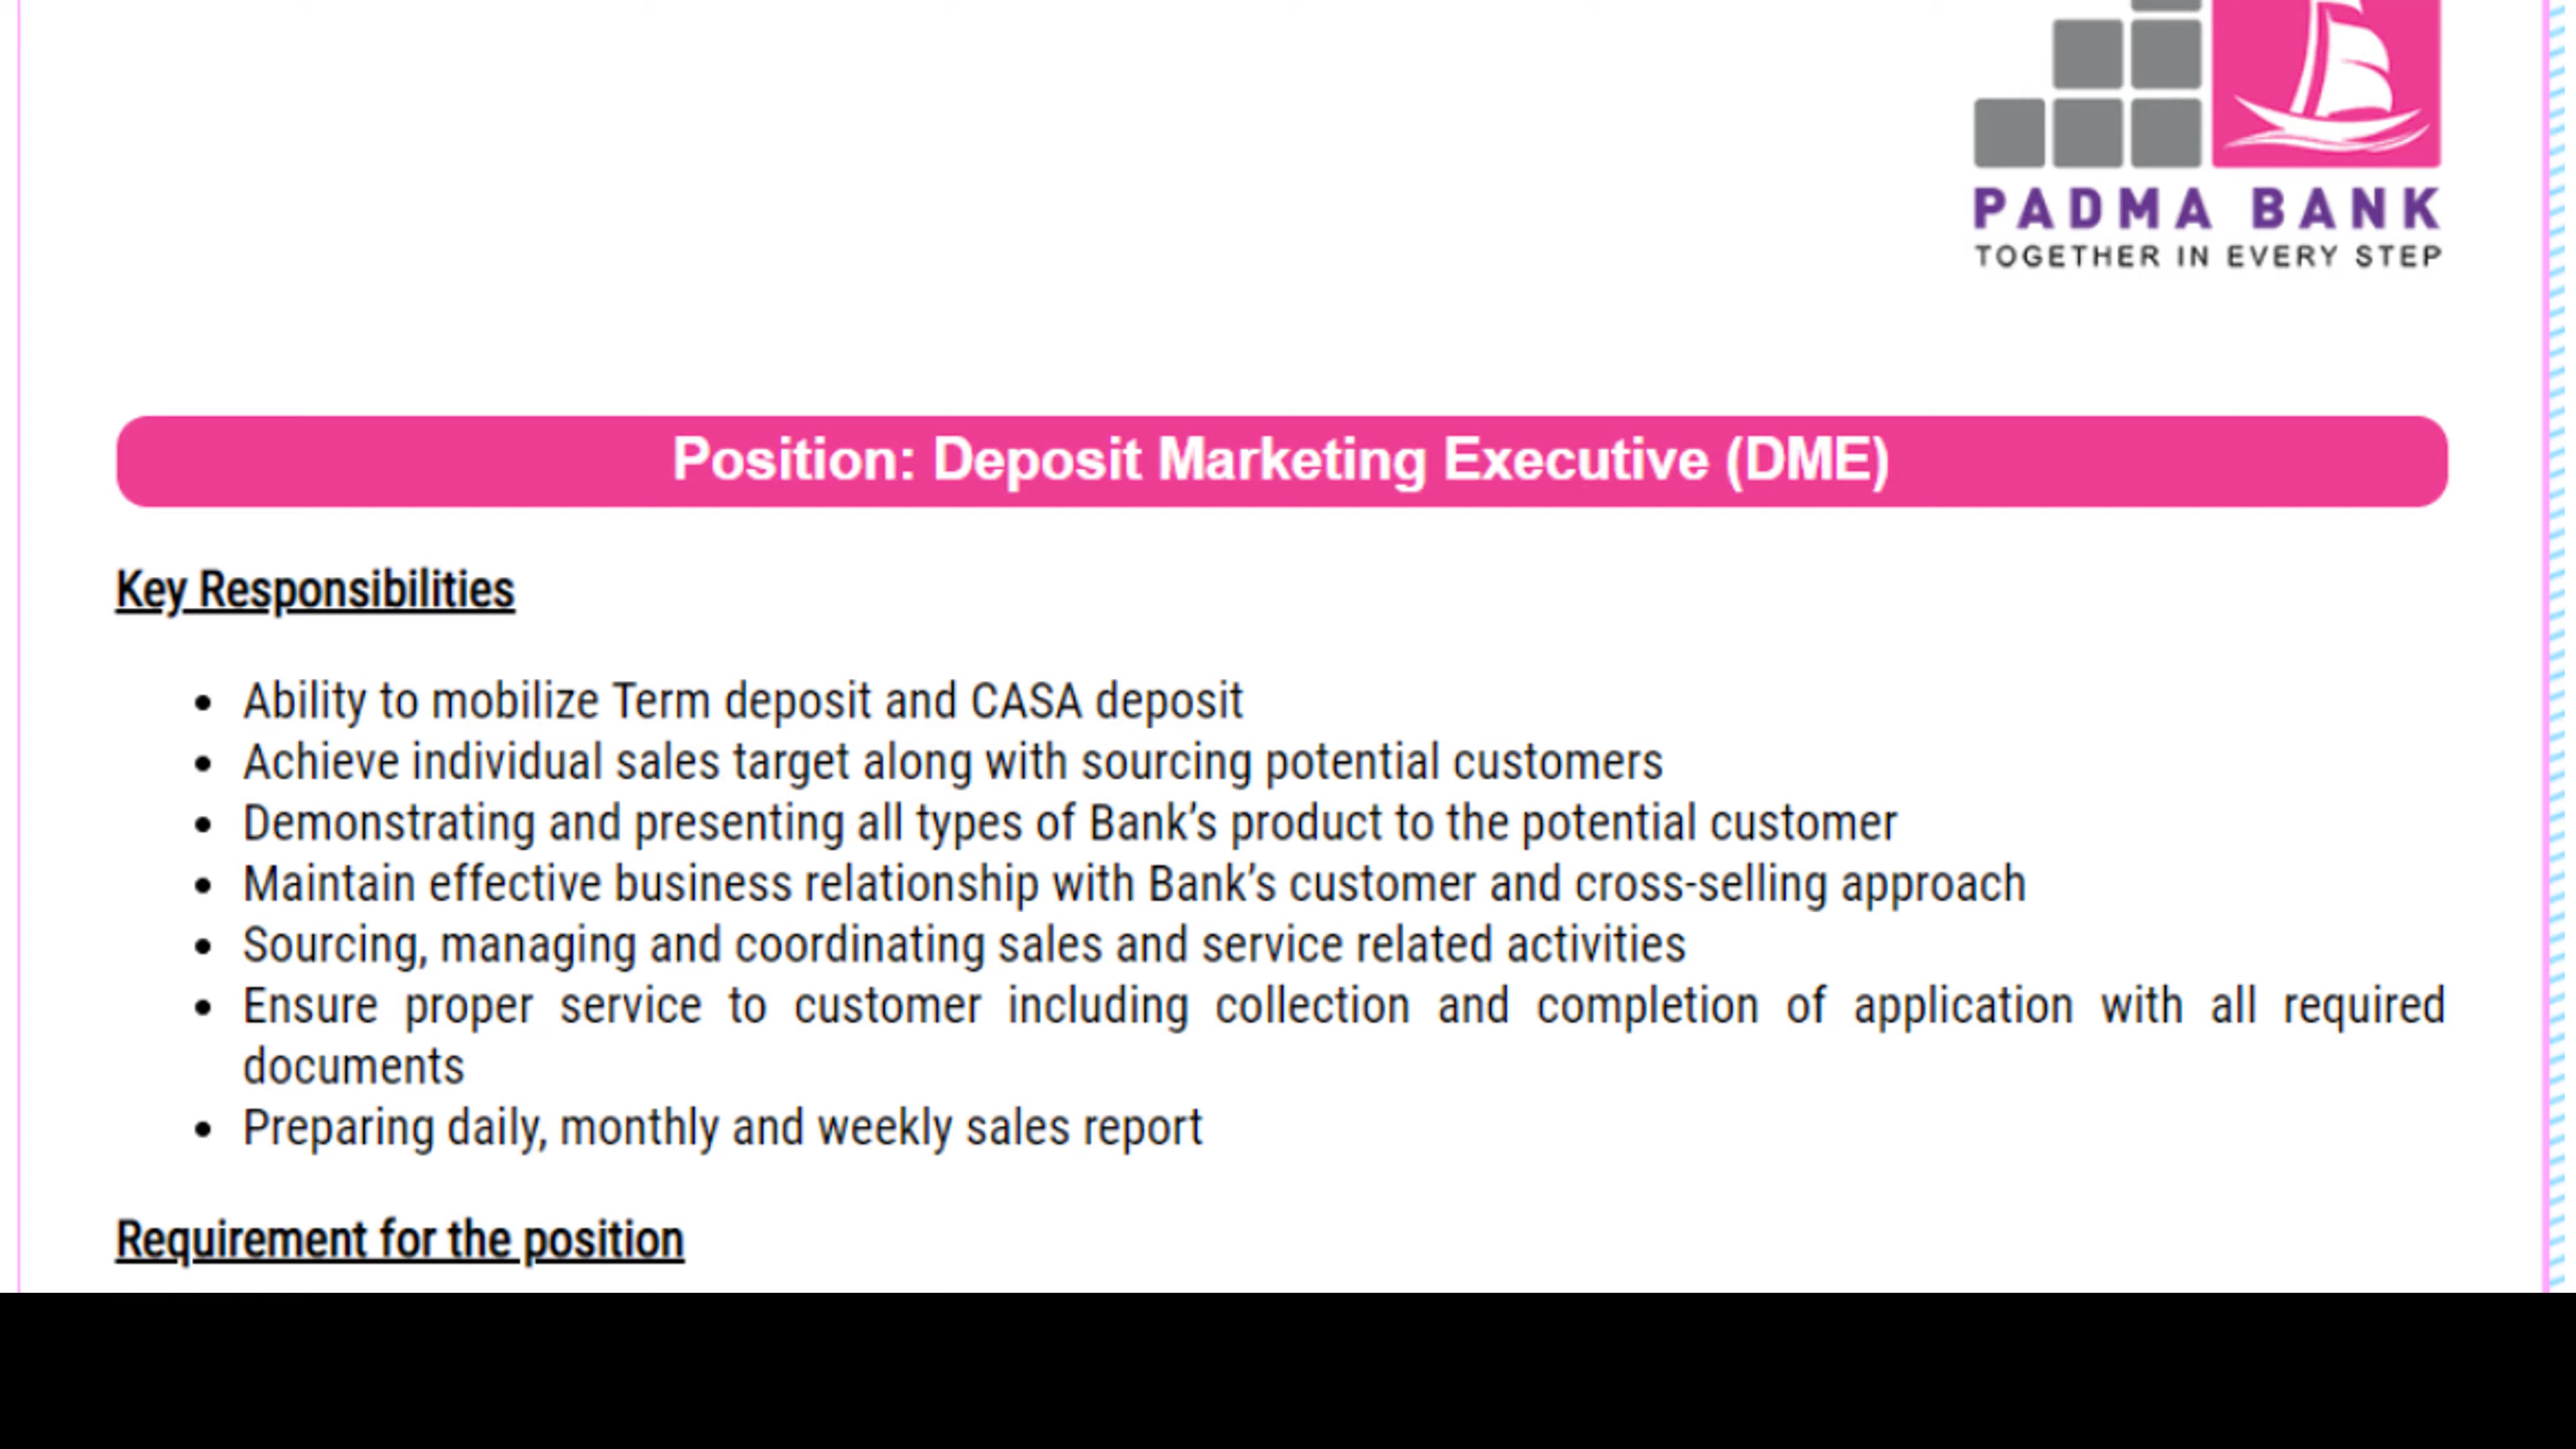 PADMA BANK
TOGETHER IN EVERY STEP
Position: Deposit Marketing Executive (DME)
Key Responsibilities
• Ability to mobilize Term deposit and CASA deposit
• Achieve individual sales target along with sourcing potential customers
• Demonstrating and presenting all types of Bank’s product to the potential customer
• Maintain effective business relationship with Bank’s customer and cross-selling approach
• Sourcing, managing and coordinating sales and service related activities
• Ensure proper service to customer including collection and completion of application with all required
documents
• Preparing daily, monthly and weekly sales report
Requirement for the position